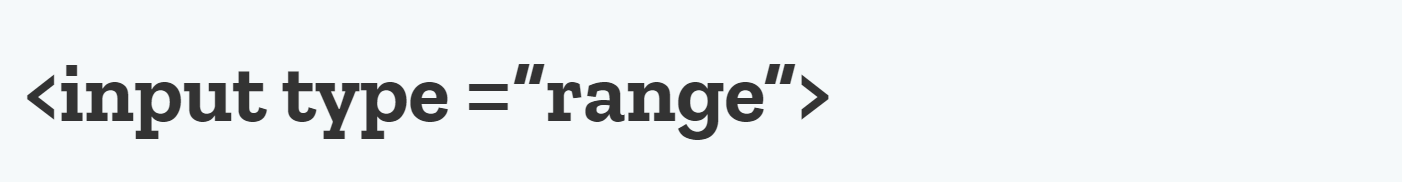 <input type =”range”>